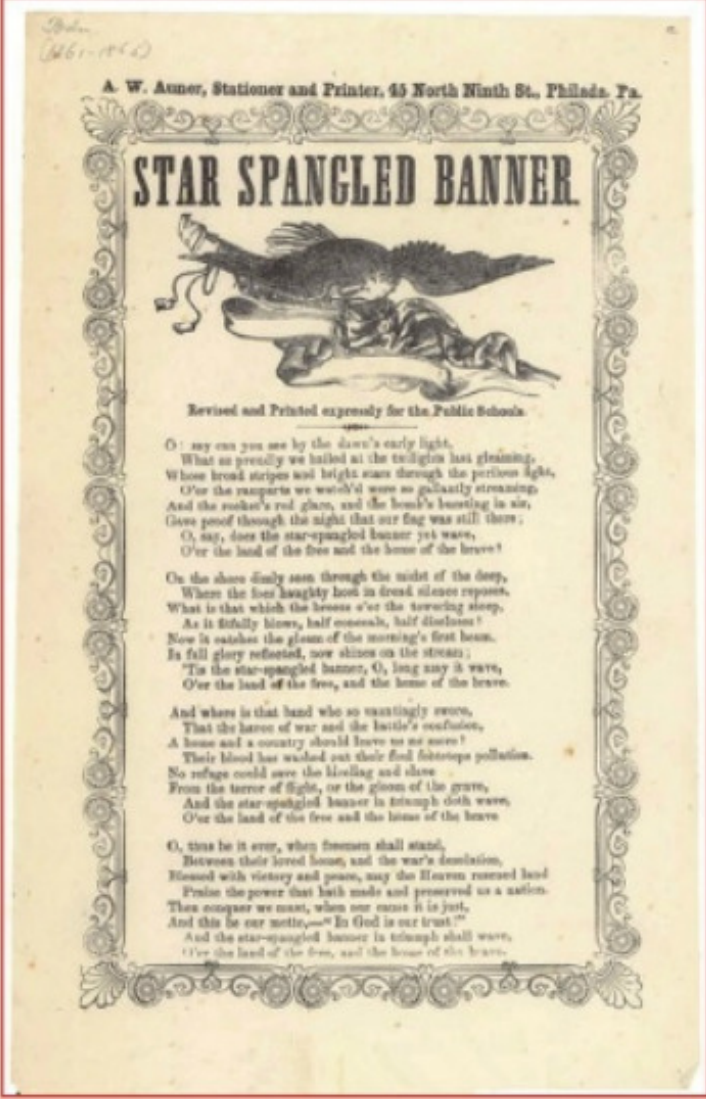 (1861-1865)
A. W. Auner, Stationer and Printer, 45 North Ninth St., Philada. Pa.
STAR SPANGLED BANNER.
Revised and Printed expressly for the Public Schools
O! say can you see by the dawn's early light,
What so proudly we hailed at the twilights last gleaming,
Whose broad stripes and bright stars through the perilous fight,
O'er the ramparts we watch'd were so gallantly streaming,
And the rocket's red glare, and the bomb's bursting in air,
Gave proof through the night that our flag was still there;
O, say, does the star-spangled banner yet wave,
O'er the land of the free and the home of the brave?
On the shore dimly seen through the midst of the deep,
Where the foes haughty host in dread silence reposes,
What is that which the breeze o'er the towering steep,
As it fitfully blows, half conceals, half discloses?
Now it catches the gleam of the morning's first beam.
In full glory reflected, now shines on the stream;
'Tis the star-spangled banner, O, long may it wave,
O'er the land of the free, and the home of the brave.
And where is that band who so vauntingly swore,
That the havoc of war and the battle's confusion,
A home and a country should leave us no more?
Their blood has washed out their foul footsteps pollution.
No refuge could save the hireling and slave
From the terror of flight, or the gloom of the grave,
And the star-spangled banner in triumph doth wave,
O'er the land of the free and the home of the brave
O, thus be it ever, when freemen shall stand,
Between their loved home, and the war's desolation,
Blessed with victory and peace, may the Heaven rescued land
Praise the power that hath made and preserved us a nation.
Then conquer we must, when our cause it is just,
And this be our motto,—"In God is our trust!"
And the star-spangled banner in triumph shall wave,
O'er the land of the free, and the home of the brave.